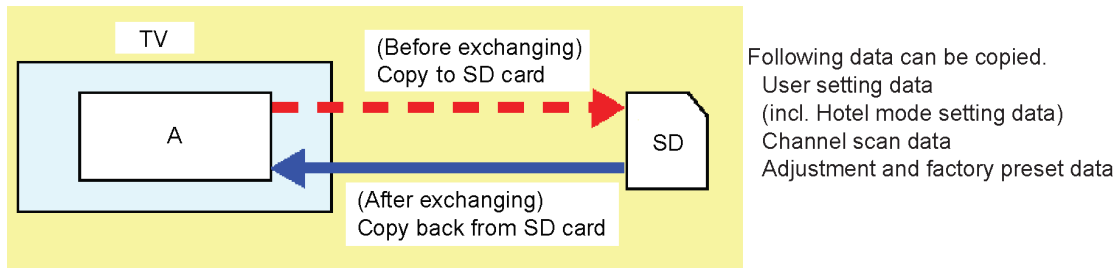 TV
(Before exchanging)
Copy to SD card
A
SD
(After exchanging)
Copy back from SD card
Following data can be copied.
User setting data
(incl. Hotel mode setting data)
Channel scan data
Adjustment and factory preset data